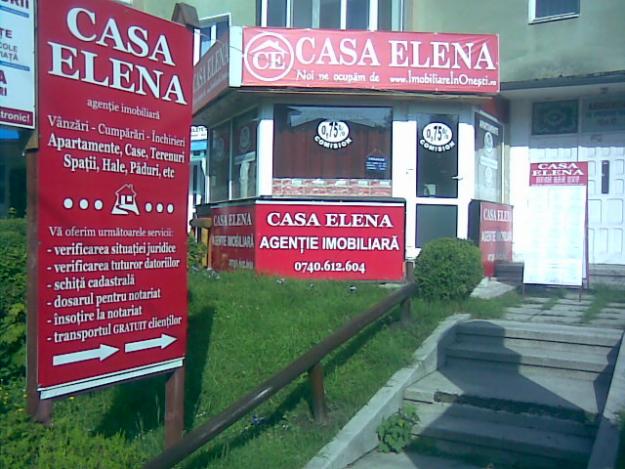 CASA
ELENA
agenție imobiliară
Vânzări - Cumpărări - Închirieri
Apartamente, Case, Terenuri
Spații, Hale, Păduri, etc
Vă oferim următoarele servicii:
- verificarea situației juridice
- verificarea tuturor datoriilor
- schiță cadastrală
- dosarul pentru notariat
- însoțire la notariat
- transportul GRATUIT clienților
CE CASA ELENA
Noi ne ocupăm de www.ImobiliareInOnești.ro
0,75%
COMISION
0,75%
COMISION
CASA ELENA
AGENȚIE IMOBILIARĂ
CASA ELENA
AGENȚIE IMOBILIARĂ
0740.612.604
CASA
ELENA